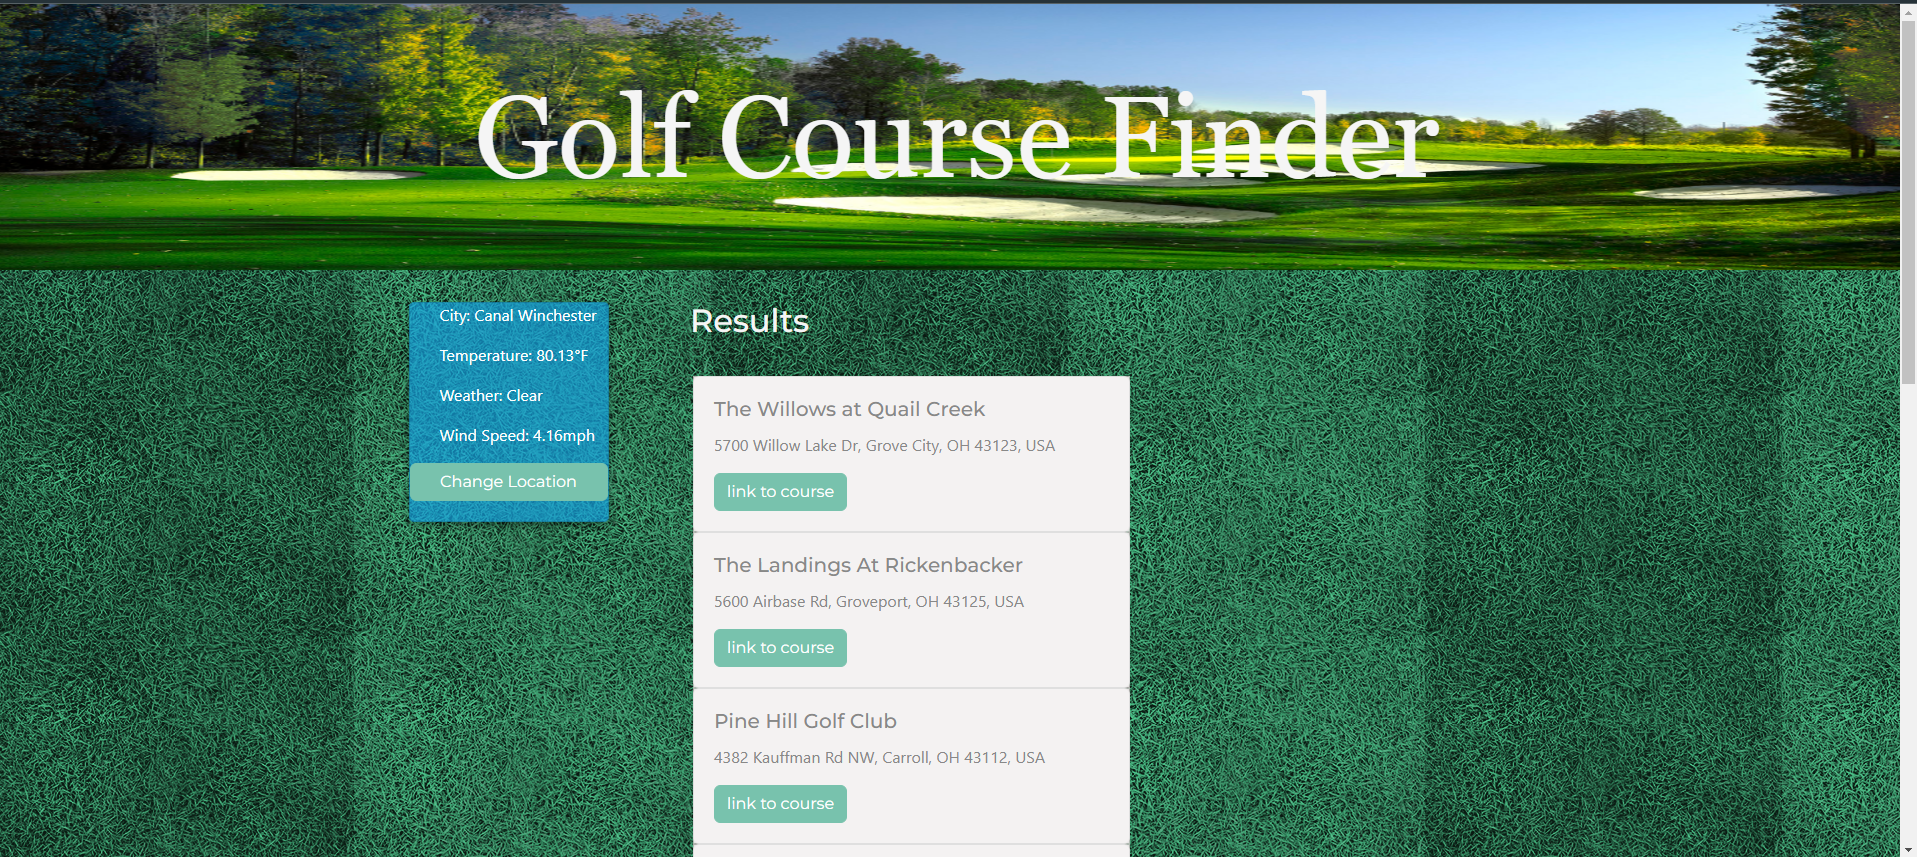 Golf Course Finder
City: Canal Winchester
Temperature: 80.13°F
Weather: Clear
Wind Speed: 4.16mph
Change Location
Results
The Willows at Quail Creek
5700 Willow Lake Dr, Grove City, OH 43123, USA
link to course
The Landings At Rickenbacker
5600 Airbase Rd, Groveport, OH 43125, USA
link to course
Pine Hill Golf Club
4382 Kauffman Rd NW, Carroll, OH 43112, USA
link to course